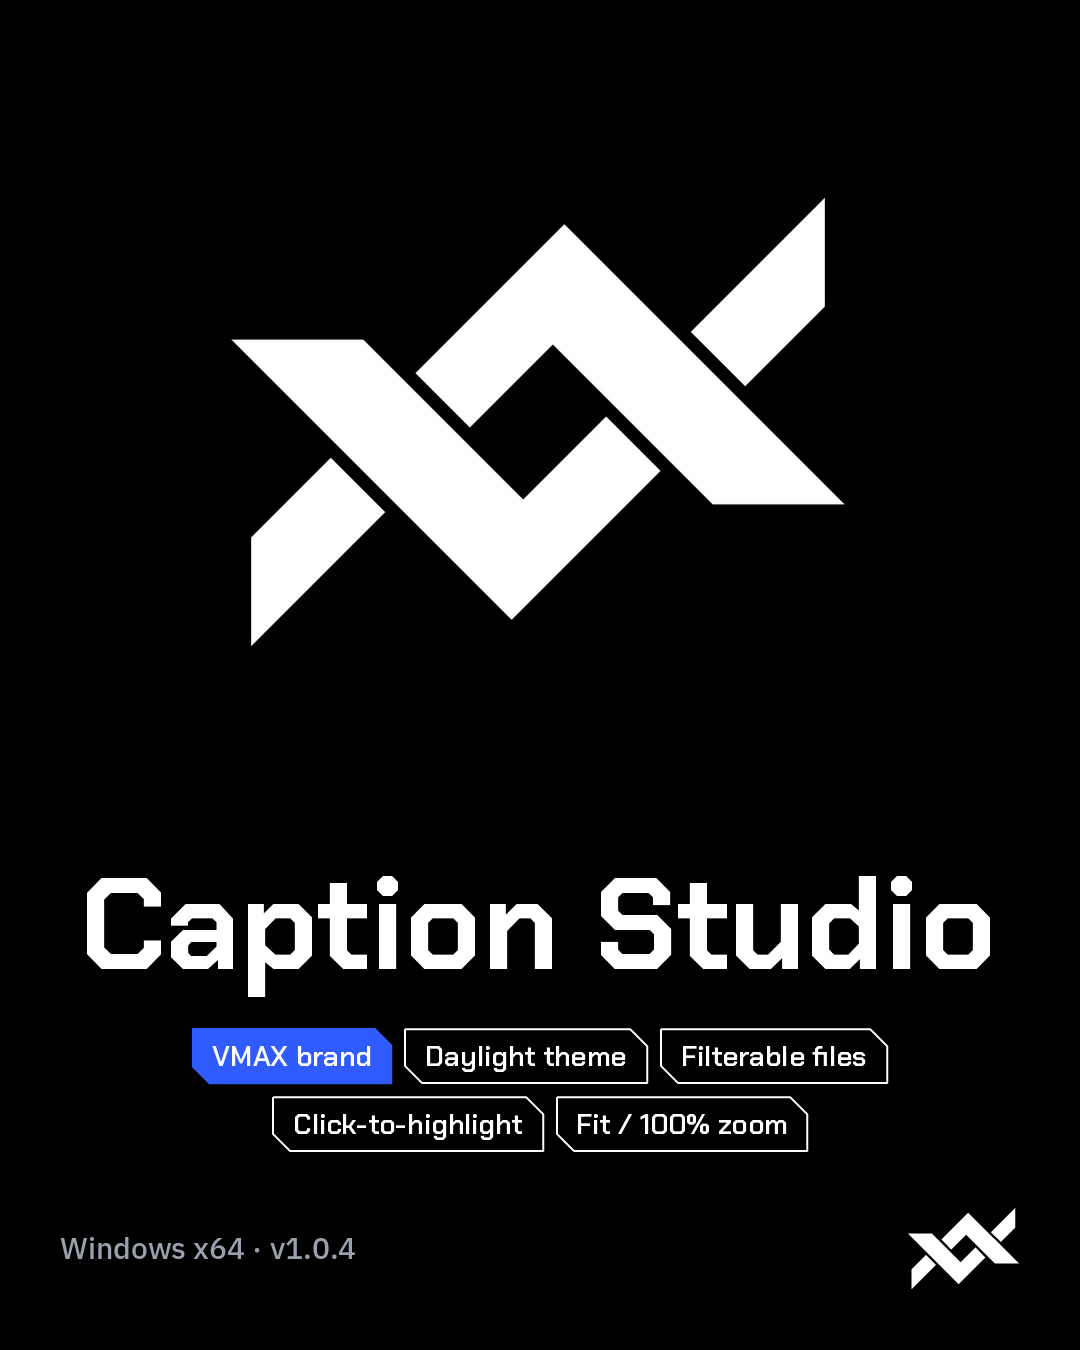 Caption Studio
VMAX brand Daylight theme Filterable files
Click-to-highlight Fit / 100% zoom
Windows x64 · v1.0.4